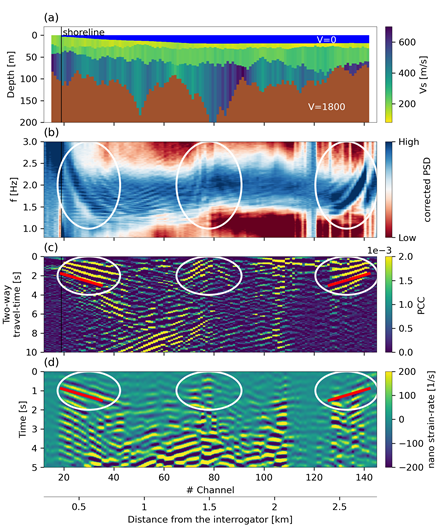 (a)
shoreline
V=0
V=1800
Depth [m]
0
50
100
150
200
Vs [m/s]
600
400
200
(b)
f [Hz]
3.0
2.5
2.0
1.5
1.0
High
Low
corrected PSD
(c)
1e−3
Two-way
travel-time [s]
0
2
4
6
8
10
2.0
1.5
1.0
0.5
0.0
PCC
(d)
Time [s]
0
1
2
3
4
5
200
100
0
−100
−200
nano strain-rate [1/s]
20 40 60 80 100 120 140
# Channel
0.5 1 1.5 2 2.5
Distance from the interrogator [km]